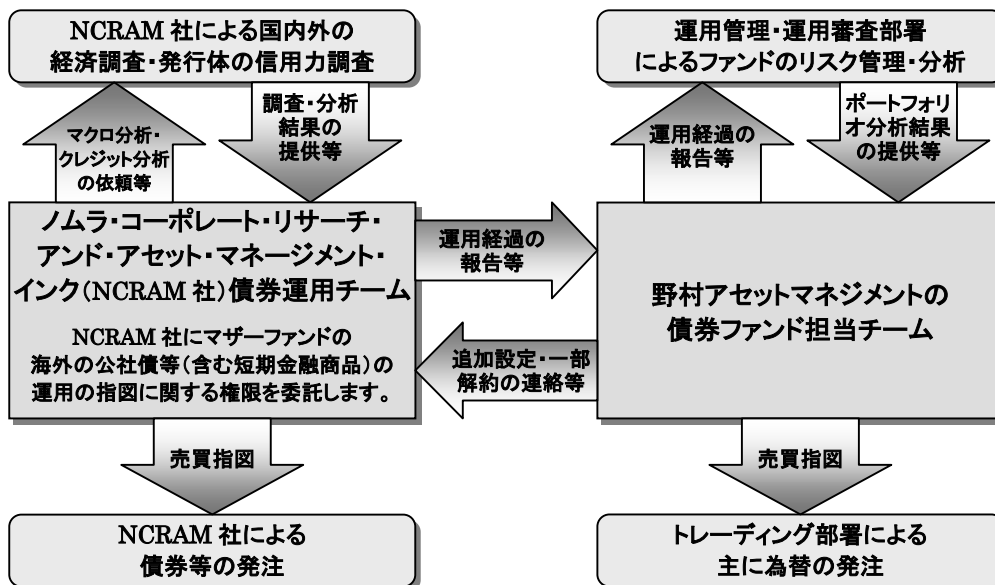 NCRAM 社による国内外の
経済調査・発行体の信用力調査
運用管理・運用審査部署
によるファンドのリスク管理・分析
マクロ分析・
クレジット分析
の依頼等
調査・分析
結果の
提供等
運用経過の
報告等
ポートフォリ
オ分析結果
の提供等
ノムラ・コーポレート・リサーチ・
アンド・アセット・マネージメント・
インク(NCRAM 社)債券運用チーム
NCRAM 社にマザーファンドの
海外の公社債等(含む短期金融商品)の
運用の指図に関する権限を委託します。
運用経過の
報告等
追加設定・一部
解約の連絡等
野村アセットマネジメントの
債券ファンド担当チーム
売買指図
売買指図
NCRAM 社による
債券等の発注
トレーディング部署による
主に為替の発注